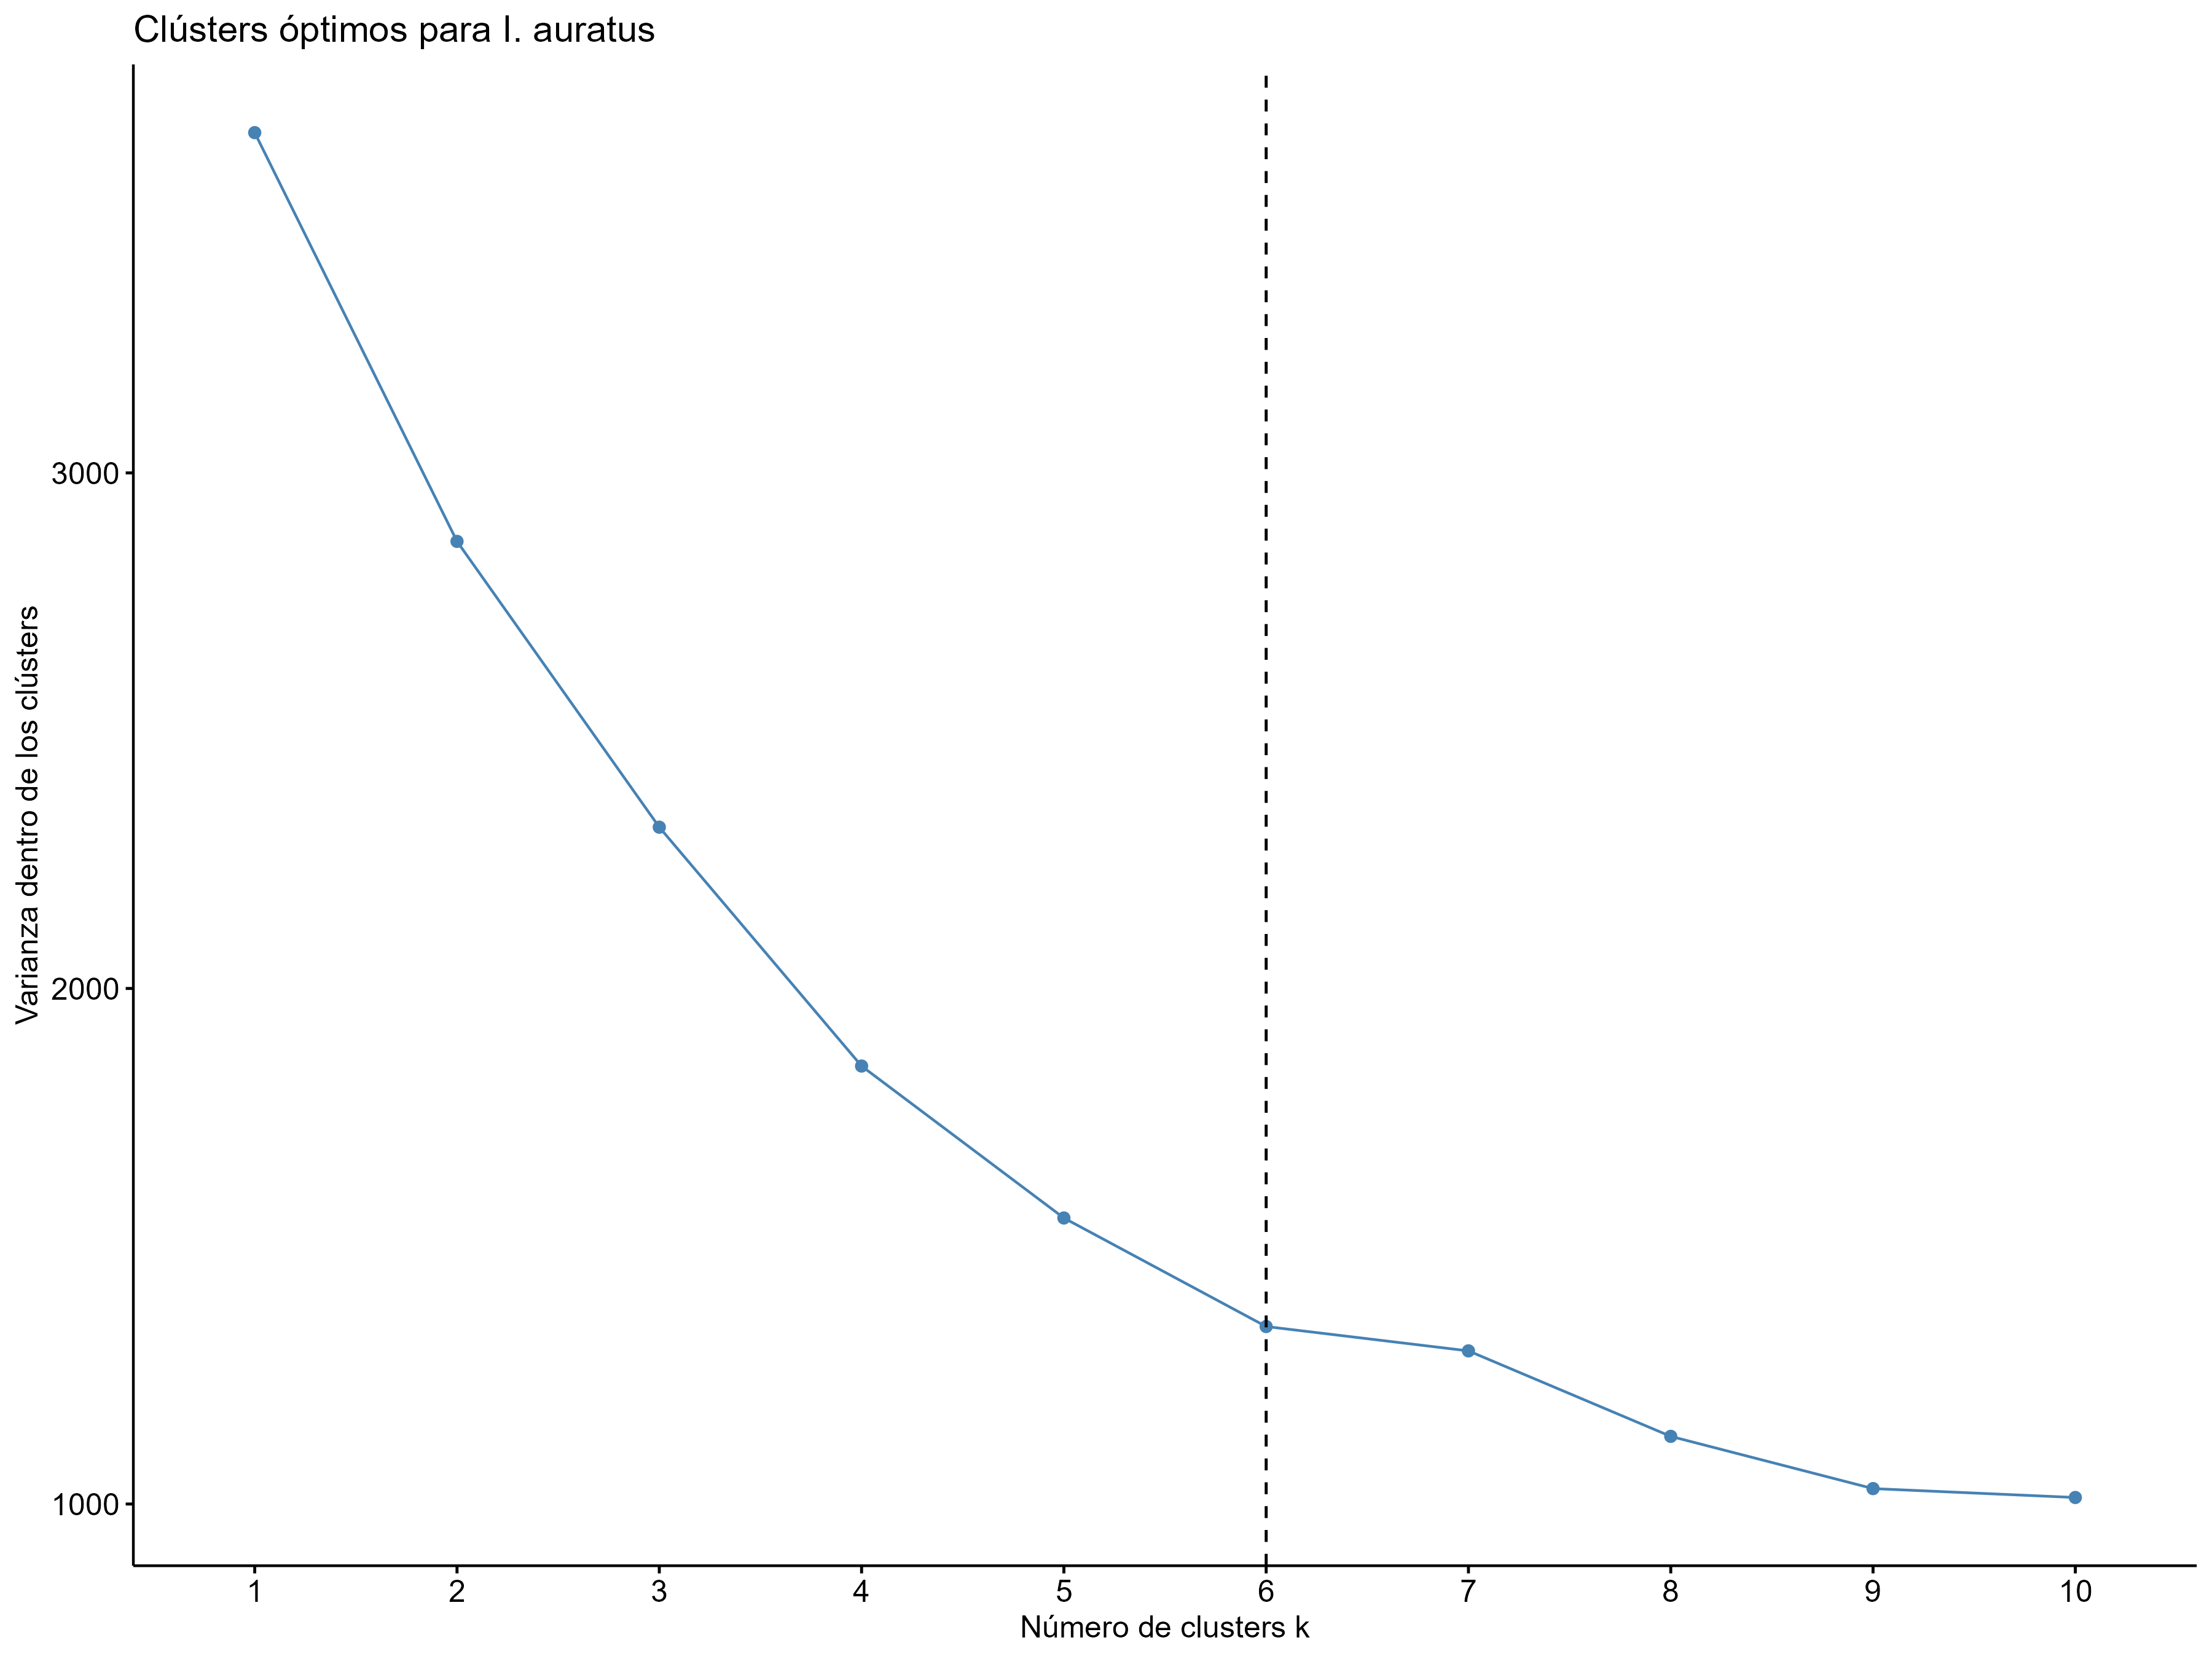 Clústers óptimos para I. auratus
Varianza dentro de los clústers
3000
2000
1000
1 2 3 4 5 6 7 8 9 10
Número de clusters k